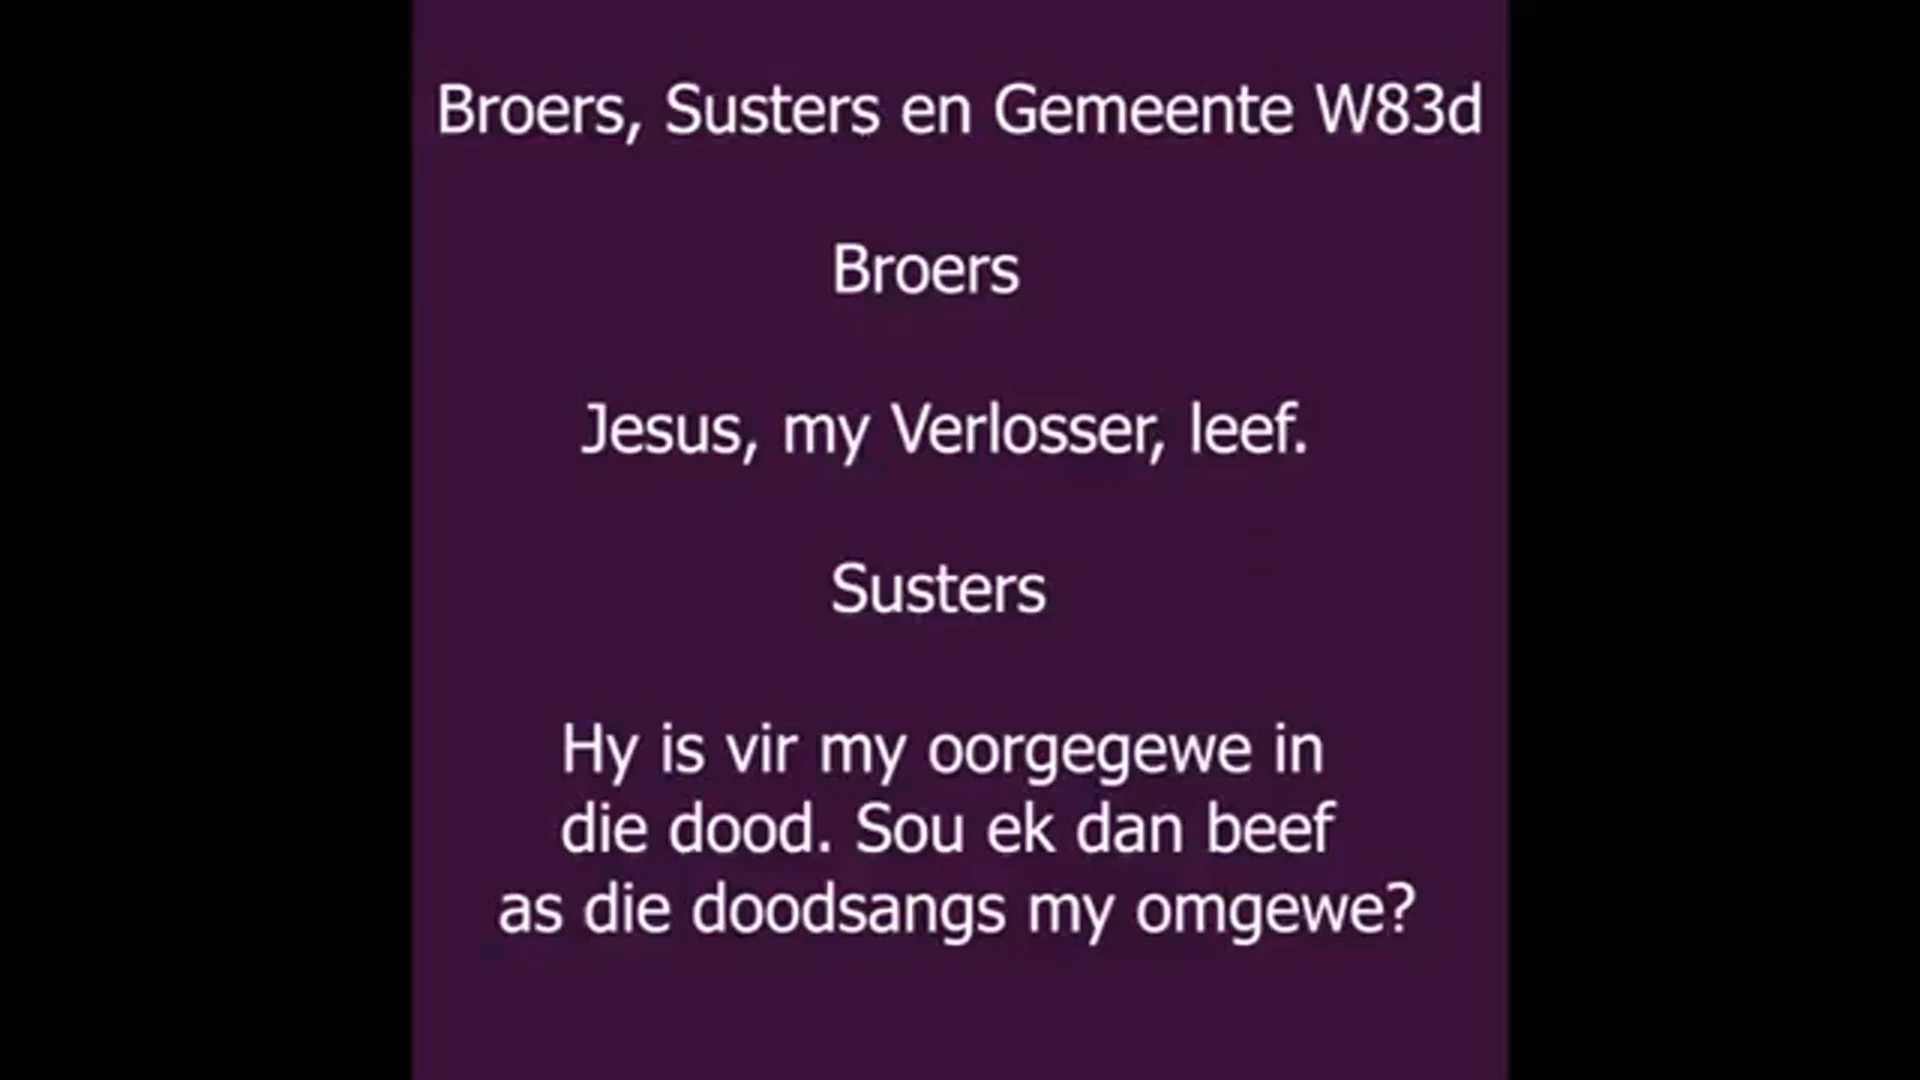 Broers, Susters en Gemeente W83d
Broers
Jesus, my Verlosser, leef.
Susters
Hy is vir my oorgegewe in
die dood. Sou ek dan beef
as die doodsangs my omgewe?